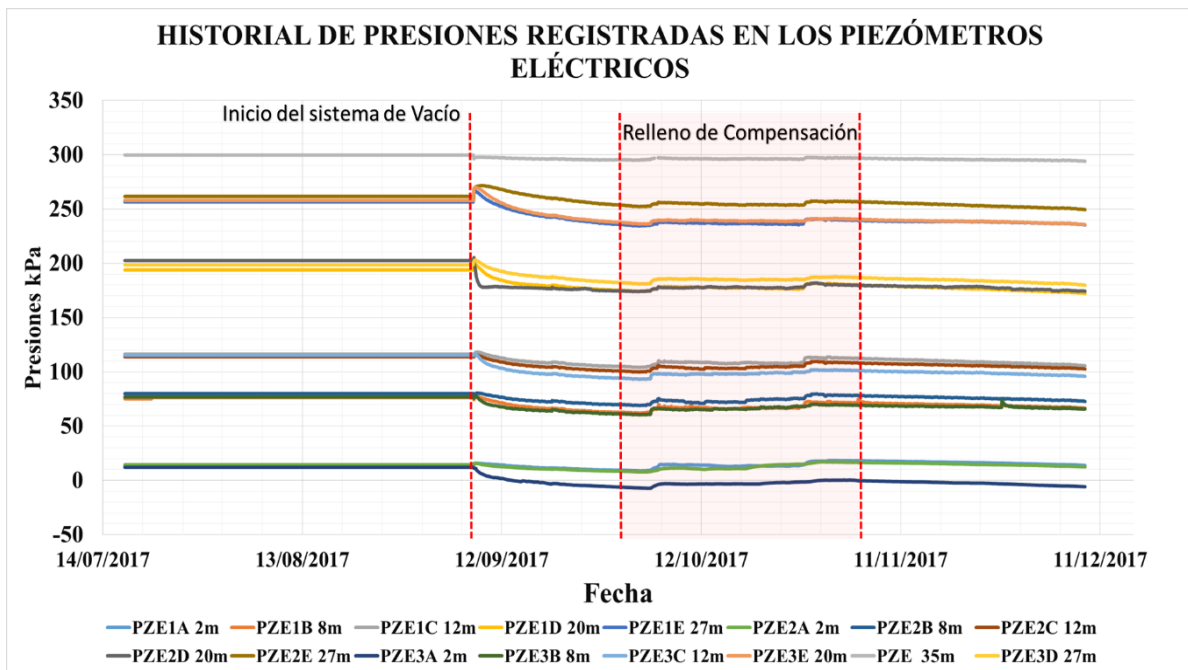 HISTORIAL DE PRESIONES REGISTRADAS EN LOS PIEZÓMETROS
ELÉCTRICOS
Inicio del sistema de Vacío
Relleno de Compensación
Presiones kPa
350
300
250
200
150
100
50
0
-50
14/07/2017 13/08/2017 12/09/2017 12/10/2017 11/11/2017 11/12/2017
Fecha
PZE1A 2m PZE1B 8m PZE1C 12m PZE1D 20m PZE1E 27m PZE2A 2m PZE2B 8m PZE2C 12m
PZE2D 20m PZE2E 27m PZE3A 2m PZE3B 8m PZE3C 12m PZE3E 20m PZE 35m PZE3D 27m